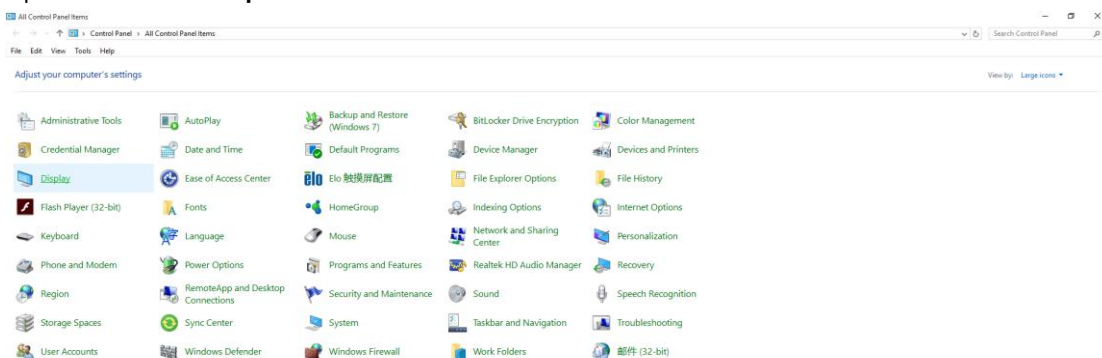 All Control Panel Items
Control Panel › All Control Panel Items
Search Control Panel
File Edit View Tools Help
Adjust your computer's settings
View by: Large icons
Administrative Tools
AutoPlay
Backup and Restore
(Windows 7)
BitLocker Drive Encryption
Color Management
Credential Manager
Date and Time
Default Programs
Device Manager
Devices and Printers
Display
Ease of Access Center
elo Elo 触摸屏配置
File Explorer Options
File History
Flash Player (32-bit)
Fonts
HomeGroup
Indexing Options
Internet Options
Keyboard
Language
Mouse
Network and Sharing
Center
Personalization
Phone and Modem
Power Options
Programs and Features
Realtek HD Audio Manager
Recovery
Region
RemoteApp and Desktop
Connections
Security and Maintenance
Sound
Speech Recognition
Storage Spaces
Sync Center
System
Taskbar and Navigation
Troubleshooting
User Accounts
Windows Defender
Windows Firewall
Work Folders
邮件 (32-bit)